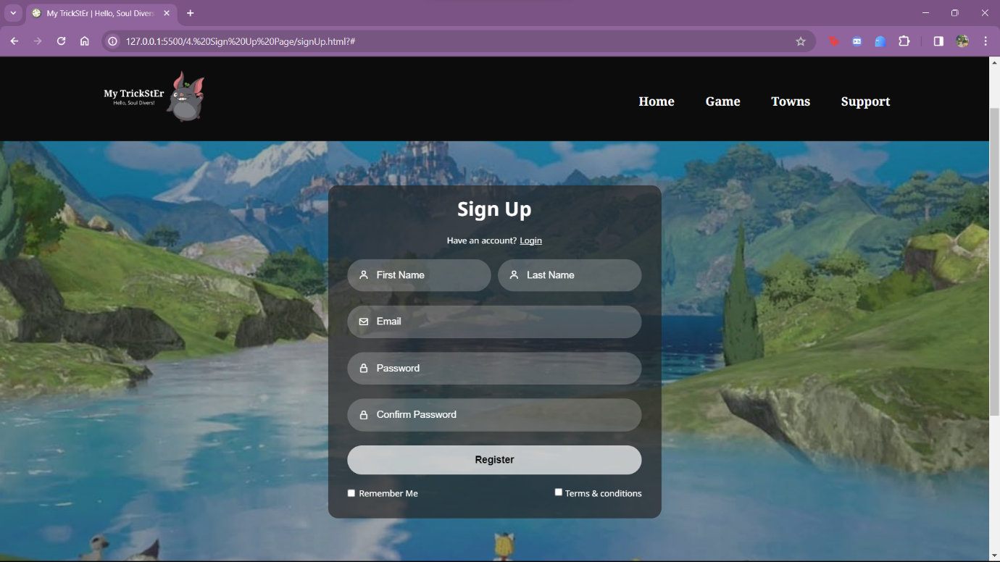 My TrickStEr | Hello, Soul Divers
127.0.0.1:5500/4.%20Sign%20Up%20Page/signUp.html?#
My TrickStEr
Hello, Soul Divers!
Home Game Towns Support
Sign Up
Have an account? Login
First Name Last Name
Email
Password
Confirm Password
Register
Remember Me Terms & conditions